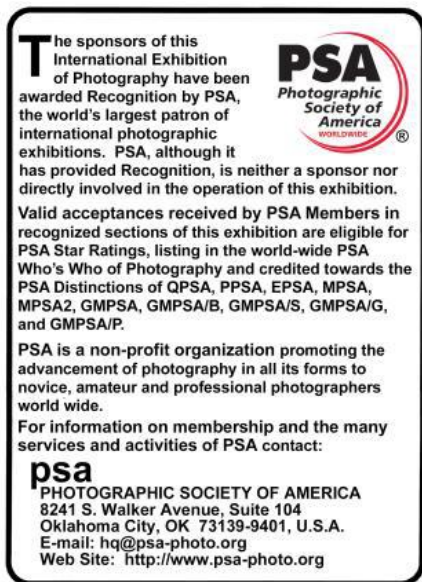 The sponsors of this
International Exhibition
of Photography have been
awarded Recognition by PSA,
the world's largest patron of
international photographic
exhibitions. PSA, although it
has provided Recognition, is neither a sponsor nor
directly involved in the operation of this exhibition.
PSA
Photographic
Society of
America
WORLDWIDE
®
Valid acceptances received by PSA Members in
recognized sections of this exhibition are eligible for
PSA Star Ratings, listing in the world-wide PSA
Who's Who of Photography and credited towards the
PSA Distinctions of QPSA, PPSA, EPSA, MPSA,
MPSA2, GMPSA, GMPSA/B, GMPSA/S, GMPSA/G,
and GMPSA/P.
PSA is a non-profit organization promoting the
advancement of photography in all its forms to
novice, amateur and professional photographers
world wide.
For information on membership and the many
services and activities of PSA contact:
psa
PHOTOGRAPHIC SOCIETY OF AMERICA
8241 S. Walker Avenue, Suite 104
Oklahoma City, OK 73139-9401, U.S.A.
E-mail: hq@psa-photo.org
Web Site: http://www.psa-photo.org